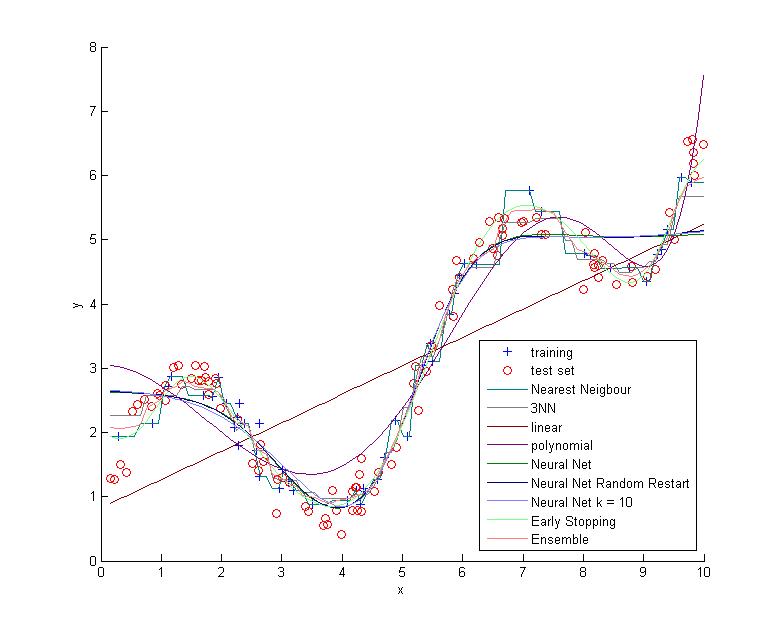 8
7
6
5
4
3
2
1
0
y
0 1 2 3 4 5 6 7 8 9 10
x
training
test set
Nearest Neigbour
3NN
linear
polynomial
Neural Net
Neural Net Random Restart
Neural Net k = 10
Early Stopping
Ensemble